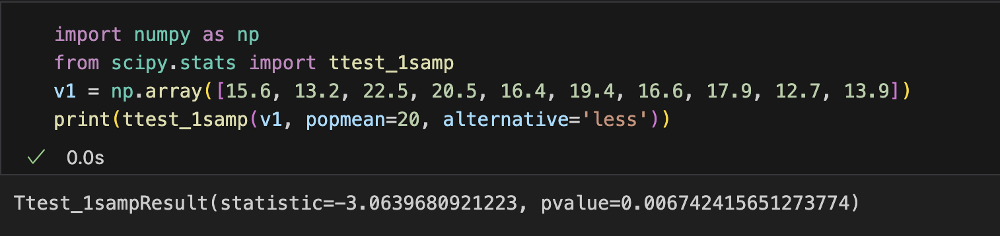 import numpy as np
from scipy.stats import ttest_1samp
v1 = np.array([15.6, 13.2, 22.5, 20.5, 16.4, 19.4, 16.6, 17.9, 12.7, 13.9])
print(ttest_1samp(v1, popmean=20, alternative='less'))
0.0s
Ttest_1sampResult(statistic=-3.0639680921223, pvalue=0.006742415651273774)